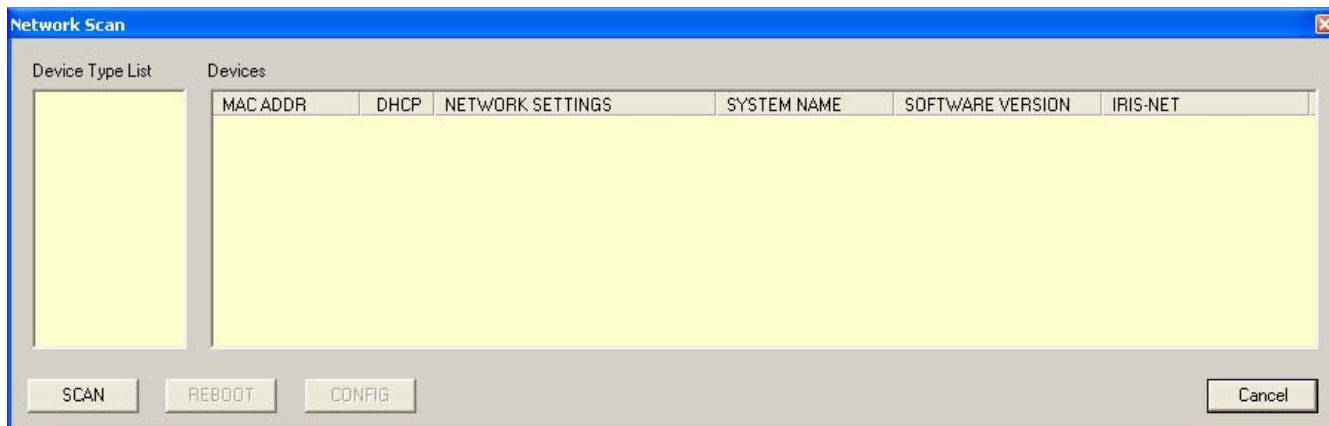 Network Scan
Device Type List Devices
MAC ADDR DHCP NETWORK SETTINGS SYSTEM NAME SOFTWARE VERSION IRIS-NET
SCAN REBOOT CONFIG Cancel